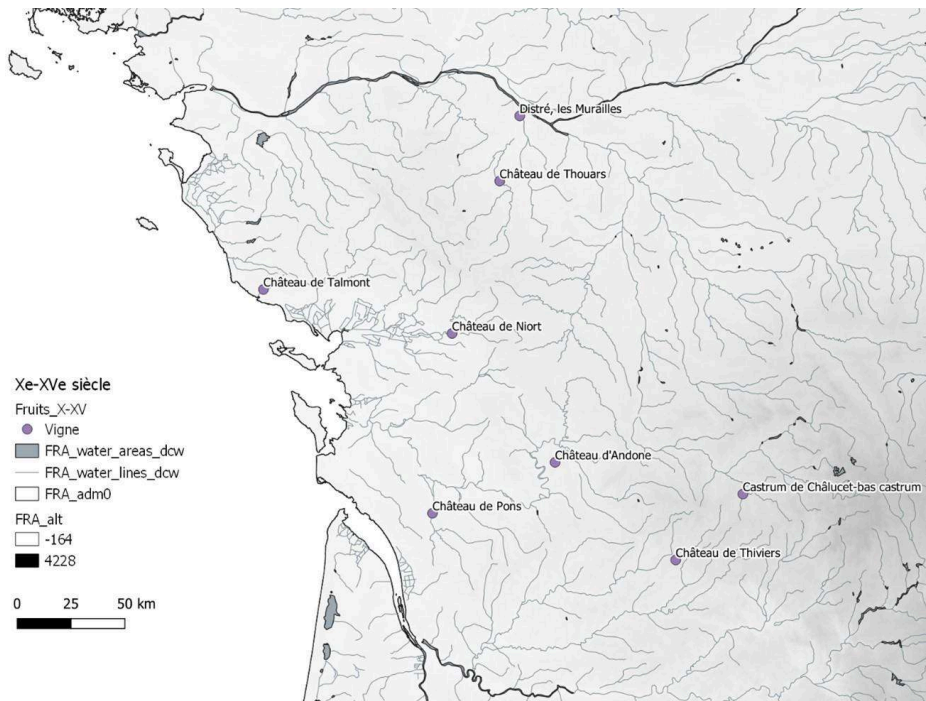 Distré, les Murailles
Château de Thouars
Château de Talmont
Château de Niort
Château d'Andone
Castrum de Châlucet-bas castrum
Château de Pons
Château de Thiviers
Xe-XVe siècle
Fruits_X-XV
Vigne
FRA_water_areas_dcw
FRA_water_lines_dcw
FRA_adm0
FRA_alt
-164
4228
0 25 50 km